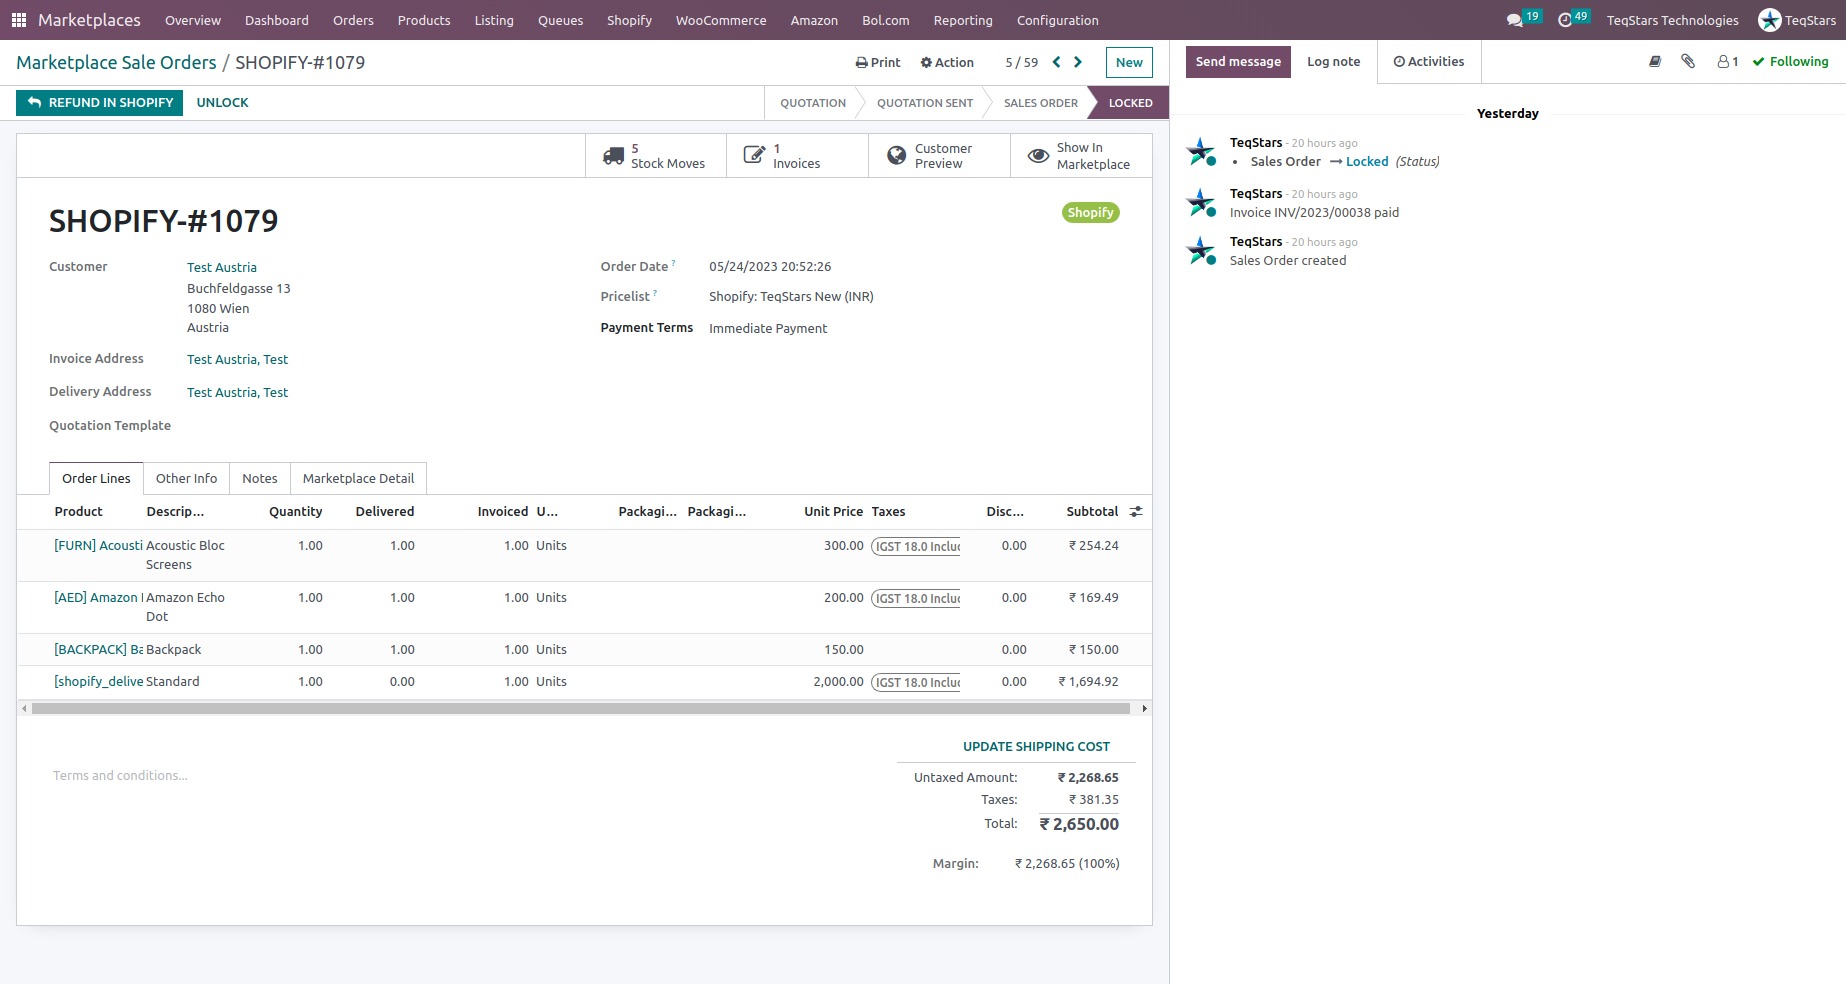 Marketplaces Overview Dashboard Orders Products Listing Queues Shopify WooCommerce Amazon Bol.com Reporting Configuration 19 49 TeqStars Technologies TeqStars
Marketplace Sale Orders / SHOPIFY-#1079 Print Action 5 / 59 New
Send message Log note Activities 1 Following
REFUND IN SHOPIFY UNLOCK QUOTATION QUOTATION SENT SALES ORDER LOCKED
5
Stock Moves
1
Invoices
Customer
Preview
Show In
Marketplace
SHOPIFY-#1079
Shopify
Customer Test Austria
Buchfeldgasse 13
1080 Wien
Austria
Invoice Address Test Austria, Test
Delivery Address Test Austria, Test
Quotation Template
Order Date ? 05/24/2023 20:52:26
Pricelist ? Shopify: TeqStars New (INR)
Payment Terms Immediate Payment
Order Lines Other Info Notes Marketplace Detail
Product Descrip... Quantity Delivered Invoiced U... Packagi... Packagi... Unit Price Taxes Disc... Subtotal
[FURN] Acousti Acoustic Bloc 1.00 1.00 1.00 Units 300.00 IGST 18.0 Incluc 0.00 ₹ 254.24
Screens
[AED] Amazon Amazon Echo 1.00 1.00 1.00 Units 200.00 IGST 18.0 Incluc 0.00 ₹ 169.49
Dot
[BACKPACK] Ba Backpack 1.00 1.00 1.00 Units 150.00 0.00 ₹ 150.00
[shopify_delive Standard 1.00 0.00 1.00 Units 2,000.00 IGST 18.0 Incluc 0.00 ₹ 1,694.92
UPDATE SHIPPING COST
Terms and conditions...
Untaxed Amount: ₹ 2,268.65
Taxes: ₹ 381.35
Total: ₹ 2,650.00
Margin: ₹ 2,268.65 (100%)
Yesterday
TeqStars - 20 hours ago
• Sales Order → Locked (Status)
TeqStars - 20 hours ago
Invoice INV/2023/00038 paid
TeqStars - 20 hours ago
Sales Order created